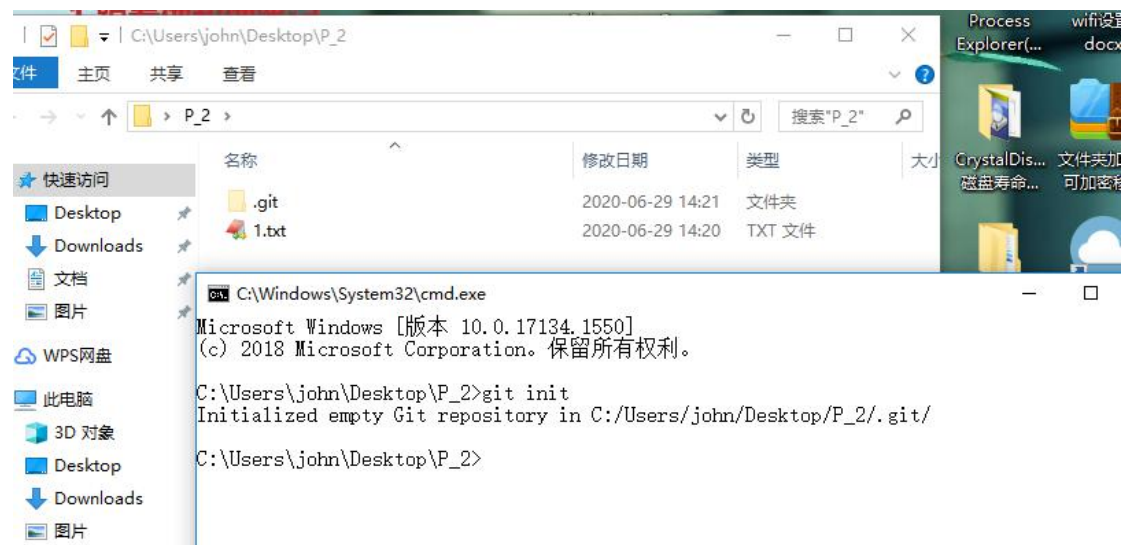 C:\Users\john\Desktop\P_2
文件
主页
共享
查看
P_2
搜索"P_2"
名称
修改日期
类型
大小
快速访问
.git
2020-06-29 14:21
文件夹
Desktop
1.txt
2020-06-29 14:20
TXT 文件
Downloads
文档
图片
WPS网盘
此电脑
3D 对象
Desktop
Downloads
图片
Process
Explorer(...
wifi设
docx
CrystalDis...
磁盘寿命...
文件夹加
可加密
C:\Windows\System32\cmd.exe
Microsoft Windows [版本 10.0.17134.1550]
(c) 2018 Microsoft Corporation。保留所有权利。
C:\Users\john\Desktop\P_2>git init
Initialized empty Git repository in C:/Users/john/Desktop/P_2/.git/
C:\Users\john\Desktop\P_2>